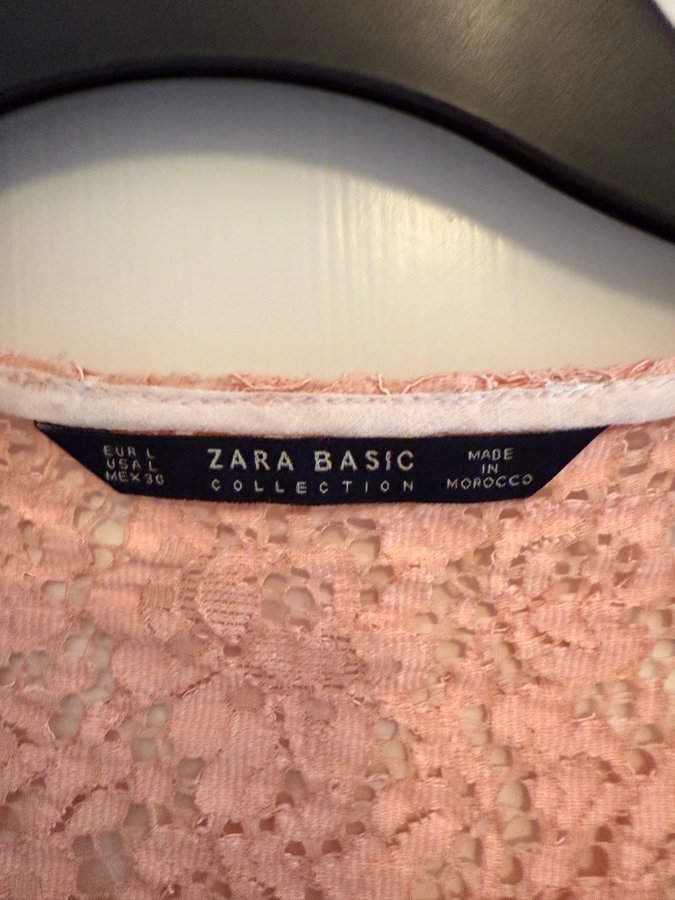 EUR L
USA L
MEX 30
ZARA BASIC
COLLECTION
MADE
IN
MOROCCO